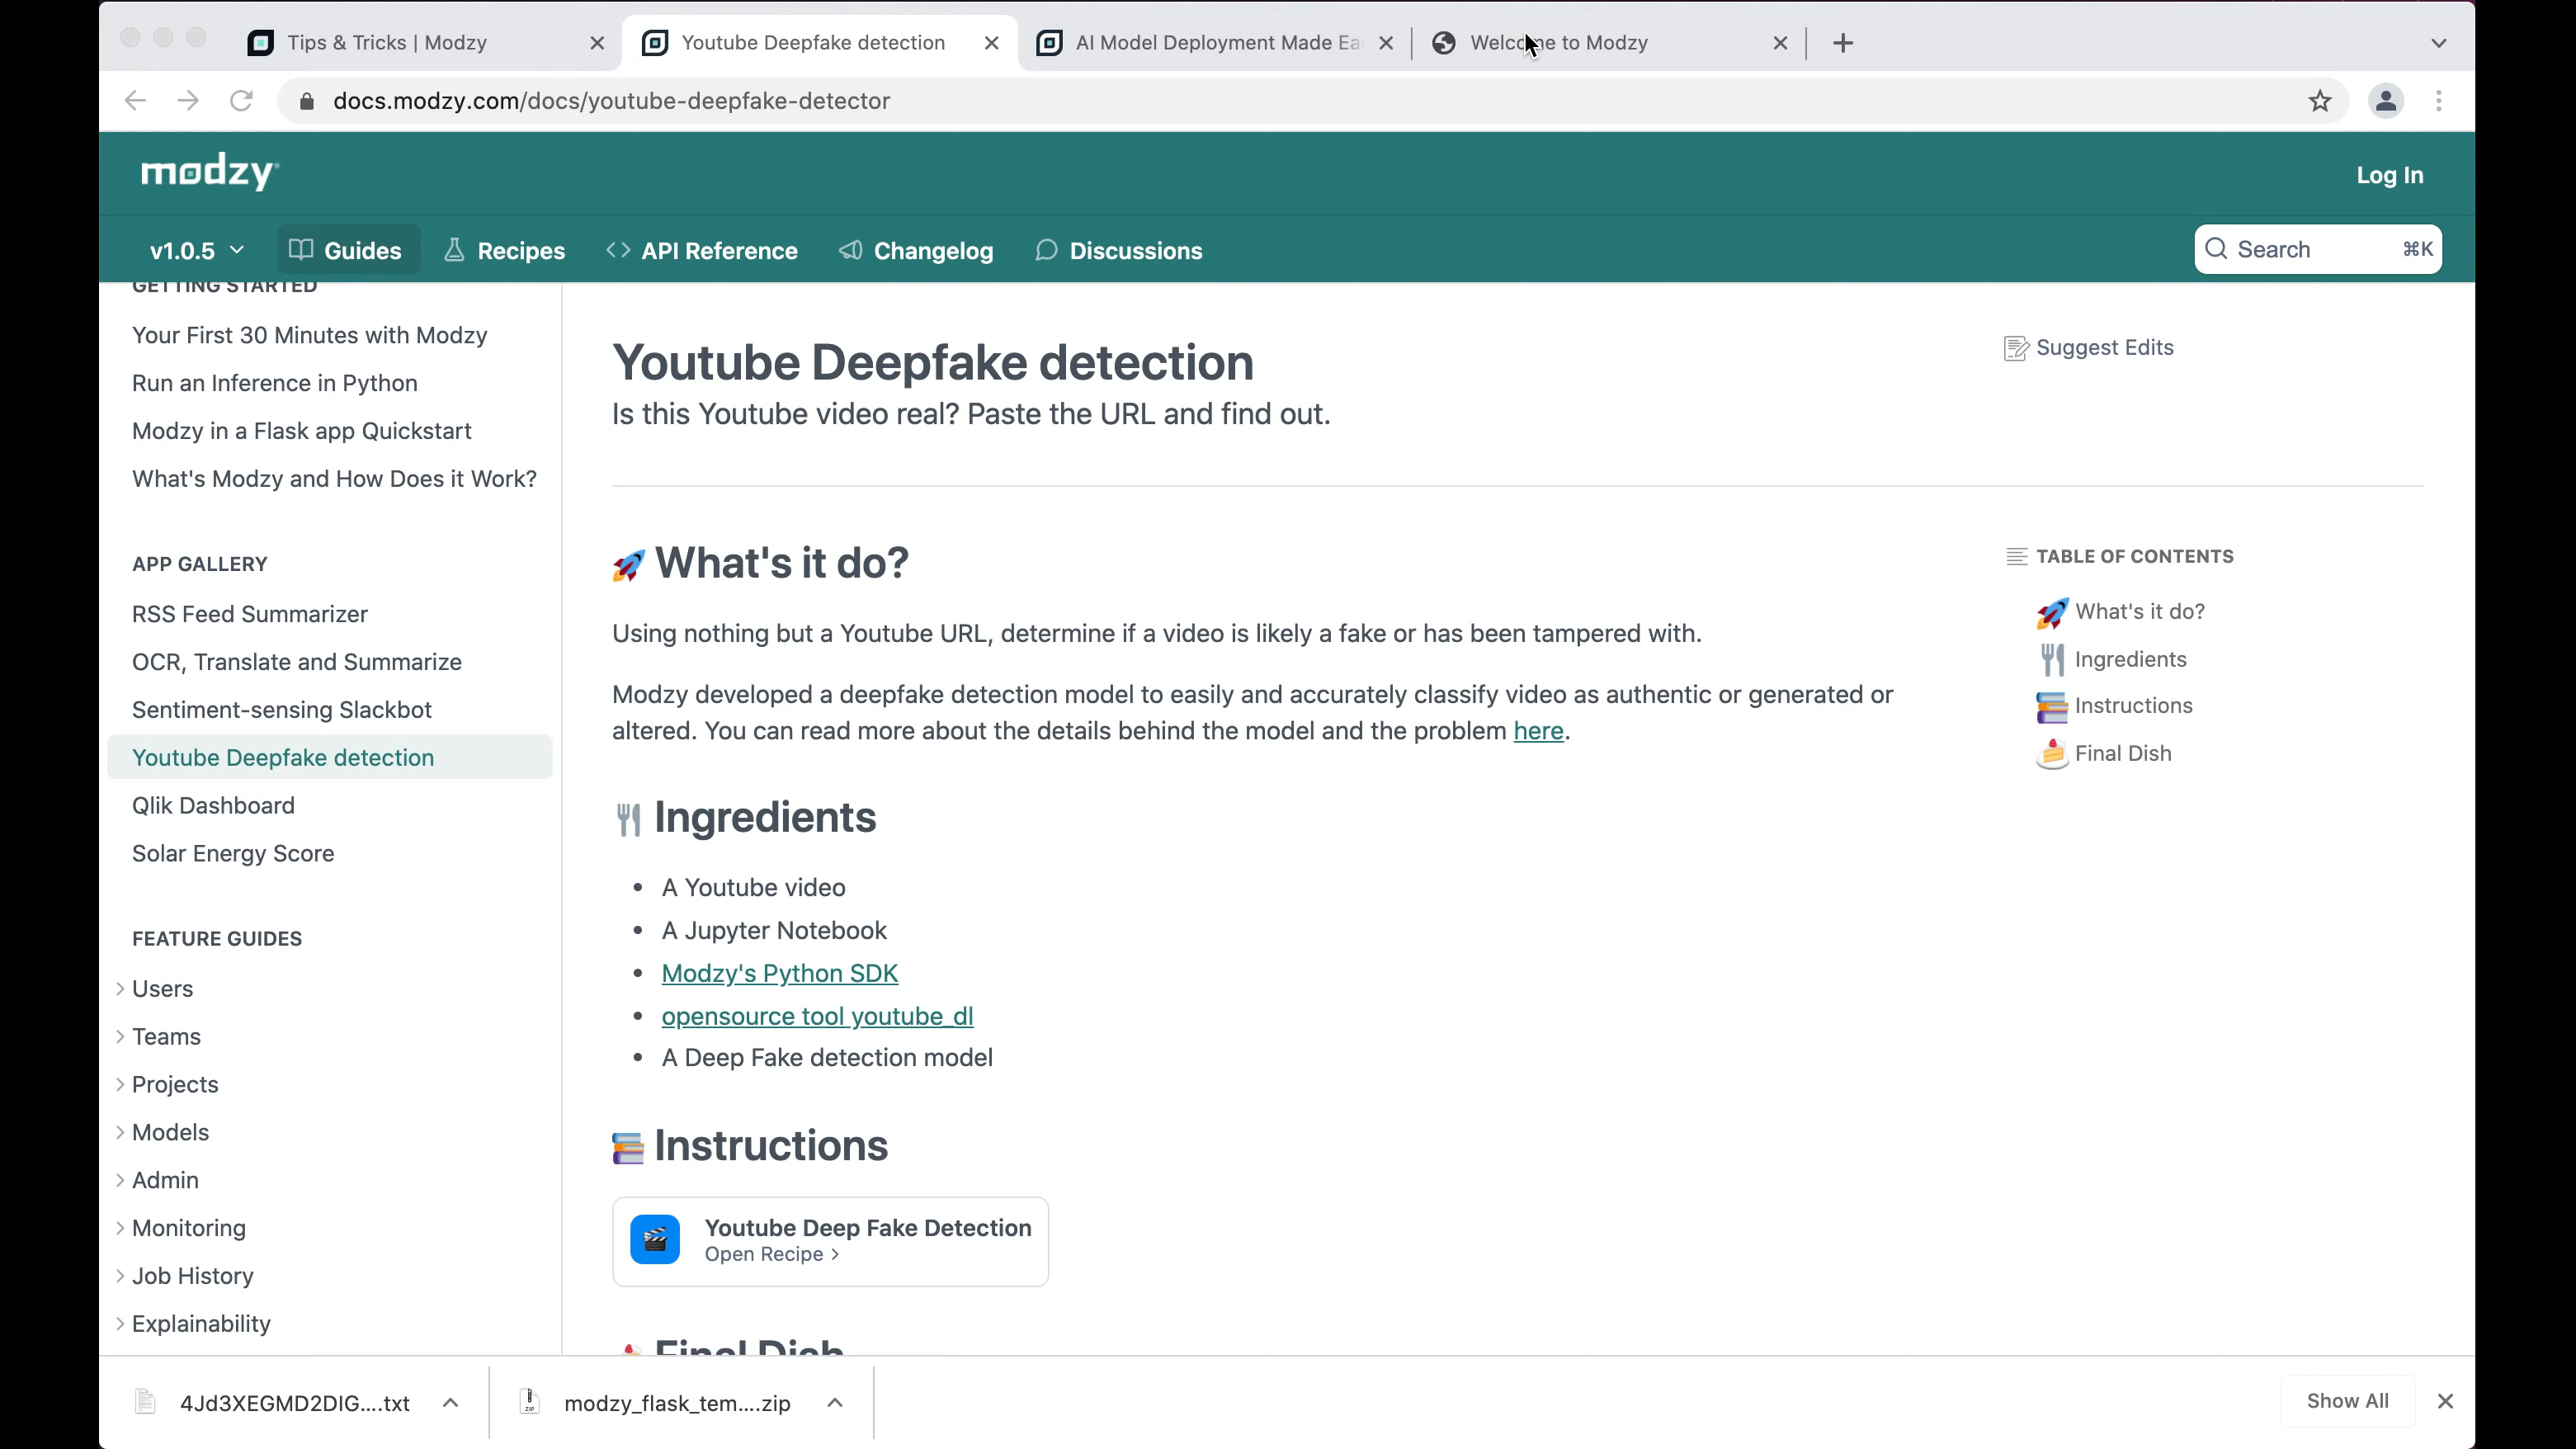 Tips & Tricks | Modzy
Youtube Deepfake detection
AI Model Deployment Made Ea
Welcome to Modzy
docs.modzy.com/docs/youtube-deepfake-detector
modzy
Log In
v1.0.5
Guides
Recipes
API Reference
Changelog
Discussions
Search
⌘K
GETTING STARTED
Your First 30 Minutes with Modzy
Run an Inference in Python
Modzy in a Flask app Quickstart
What's Modzy and How Does it Work?
APP GALLERY
RSS Feed Summarizer
OCR, Translate and Summarize
Sentiment-sensing Slackbot
Youtube Deepfake detection
Qlik Dashboard
Solar Energy Score
FEATURE GUIDES
Users
Teams
Projects
Models
Admin
Monitoring
Job History
Explainability
Youtube Deepfake detection
Is this Youtube video real? Paste the URL and find out.
Suggest Edits
What's it do?
Using nothing but a Youtube URL, determine if a video is likely a fake or has been tampered with.
Modzy developed a deepfake detection model to easily and accurately classify video as authentic or generated or
altered. You can read more about the details behind the model and the problem here.
Ingredients
• A Youtube video
• A Jupyter Notebook
• Modzy's Python SDK
• opensource tool youtube_dl
• A Deep Fake detection model
Instructions
Youtube Deep Fake Detection
Open Recipe >
Final Dish
TABLE OF CONTENTS
What's it do?
Ingredients
Instructions
Final Dish
4Jd3XEGMD2DIG....txt
ZIP
modzy_flask_tem....zip
Show All